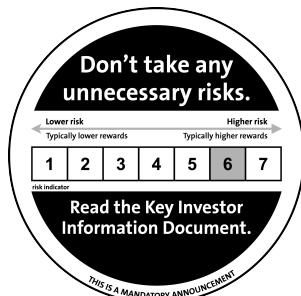 Don't take any
unnecessary risks.
Lower risk Higher risk
Typically lower rewards Typically higher rewards
1 2 3 4 5 6 7
risk indicator
Read the Key Investor
Information Document.
THIS IS A MANDATORY ANNOUNCEMENT